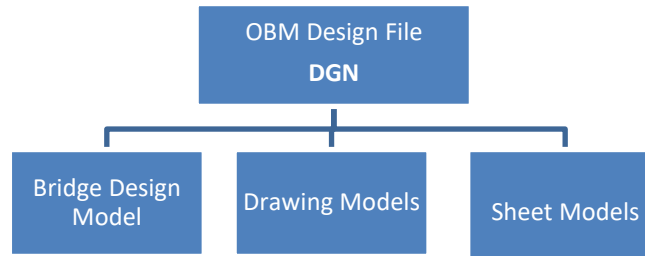 OBM Design File
DGN
Bridge Design
Model
Drawing Models
Sheet Models